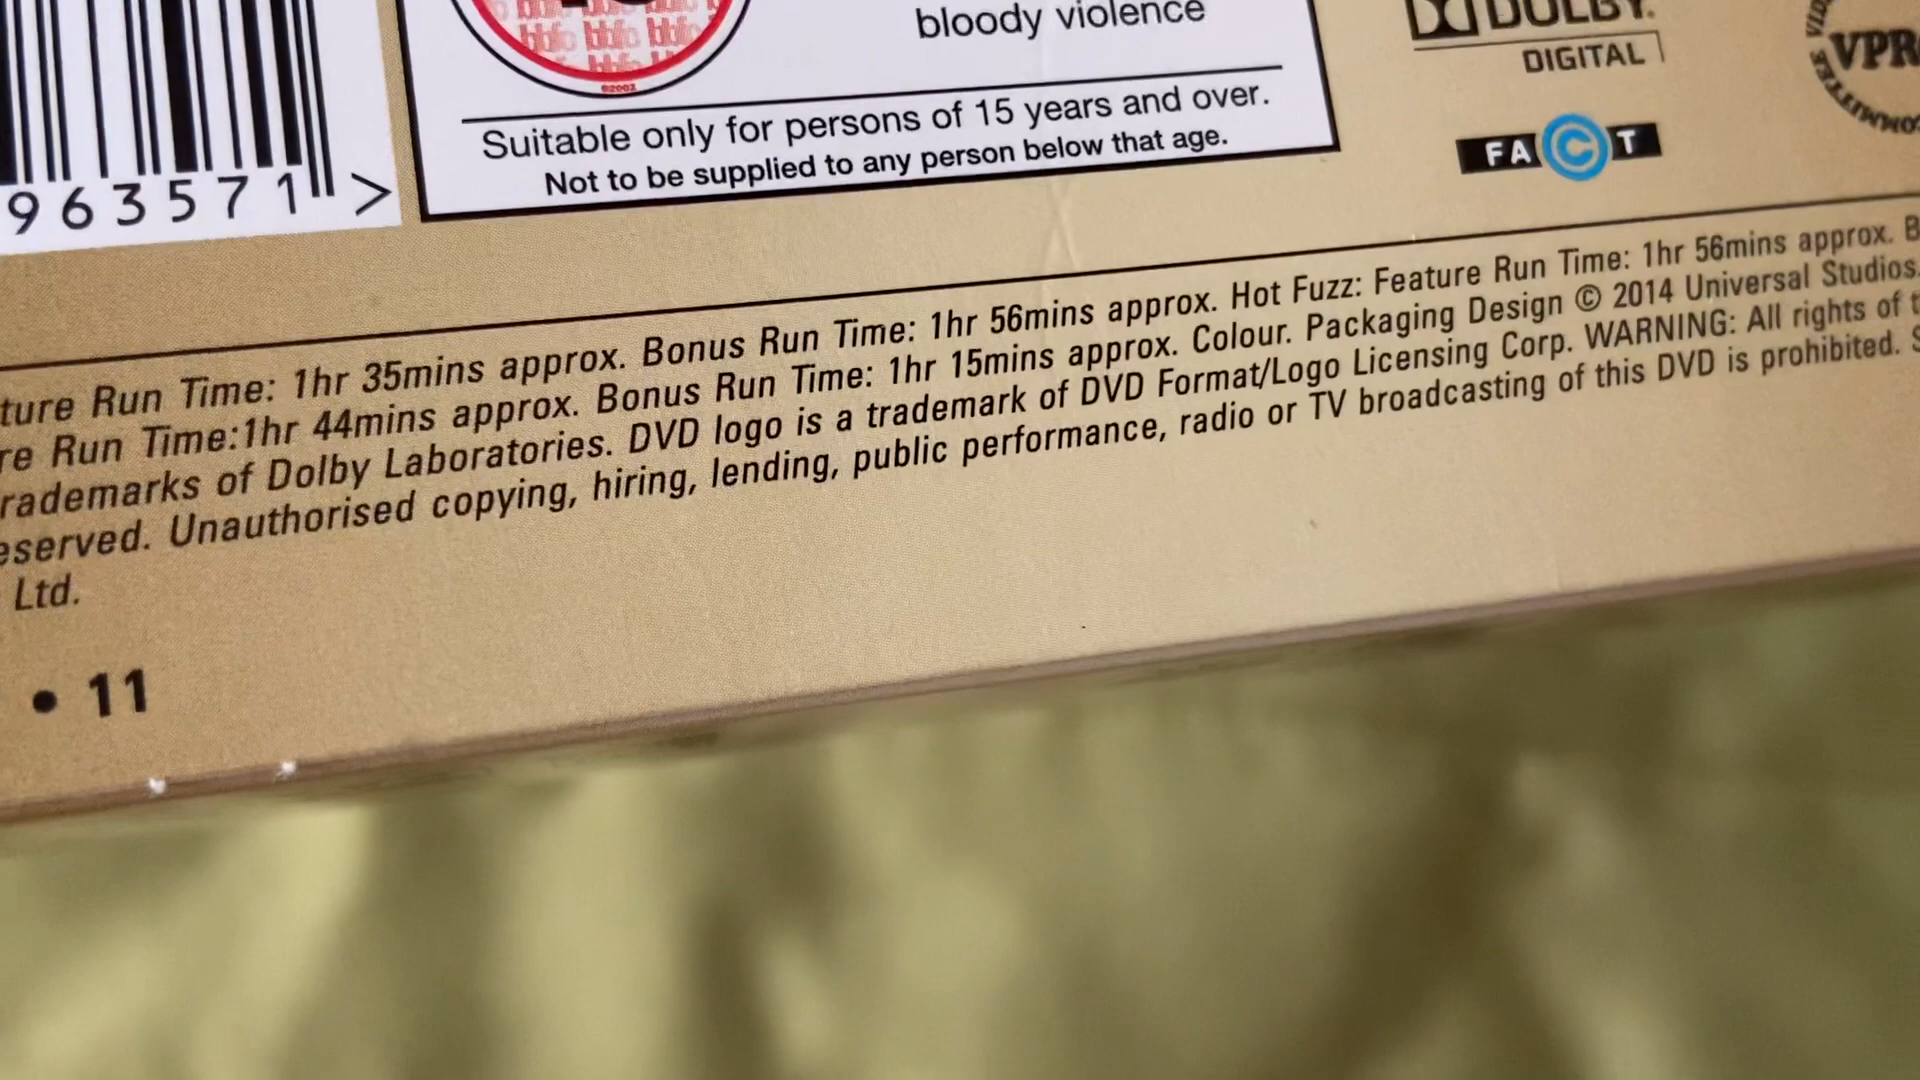 bloody violence
©2002
Suitable only for persons of 15 years and over.
Not to be supplied to any person below that age.
963571 >
DOLBY.
DIGITAL
FACT
VPR
ture Run Time: 1hr 35mins approx. Bonus Run Time: 1hr 56mins approx. Hot Fuzz: Feature Run Time: 1hr 56mins approx. B
re Run Time:1hr 44mins approx. Bonus Run Time: 1hr 15mins approx. Colour. Packaging Design © 2014 Universal Studios.
rademarks of Dolby Laboratories. DVD logo is a trademark of DVD Format/Logo Licensing Corp. WARNING: All rights of t
eserved. Unauthorised copying, hiring, lending, public performance, radio or TV broadcasting of this DVD is prohibited. S
Ltd.
• 11